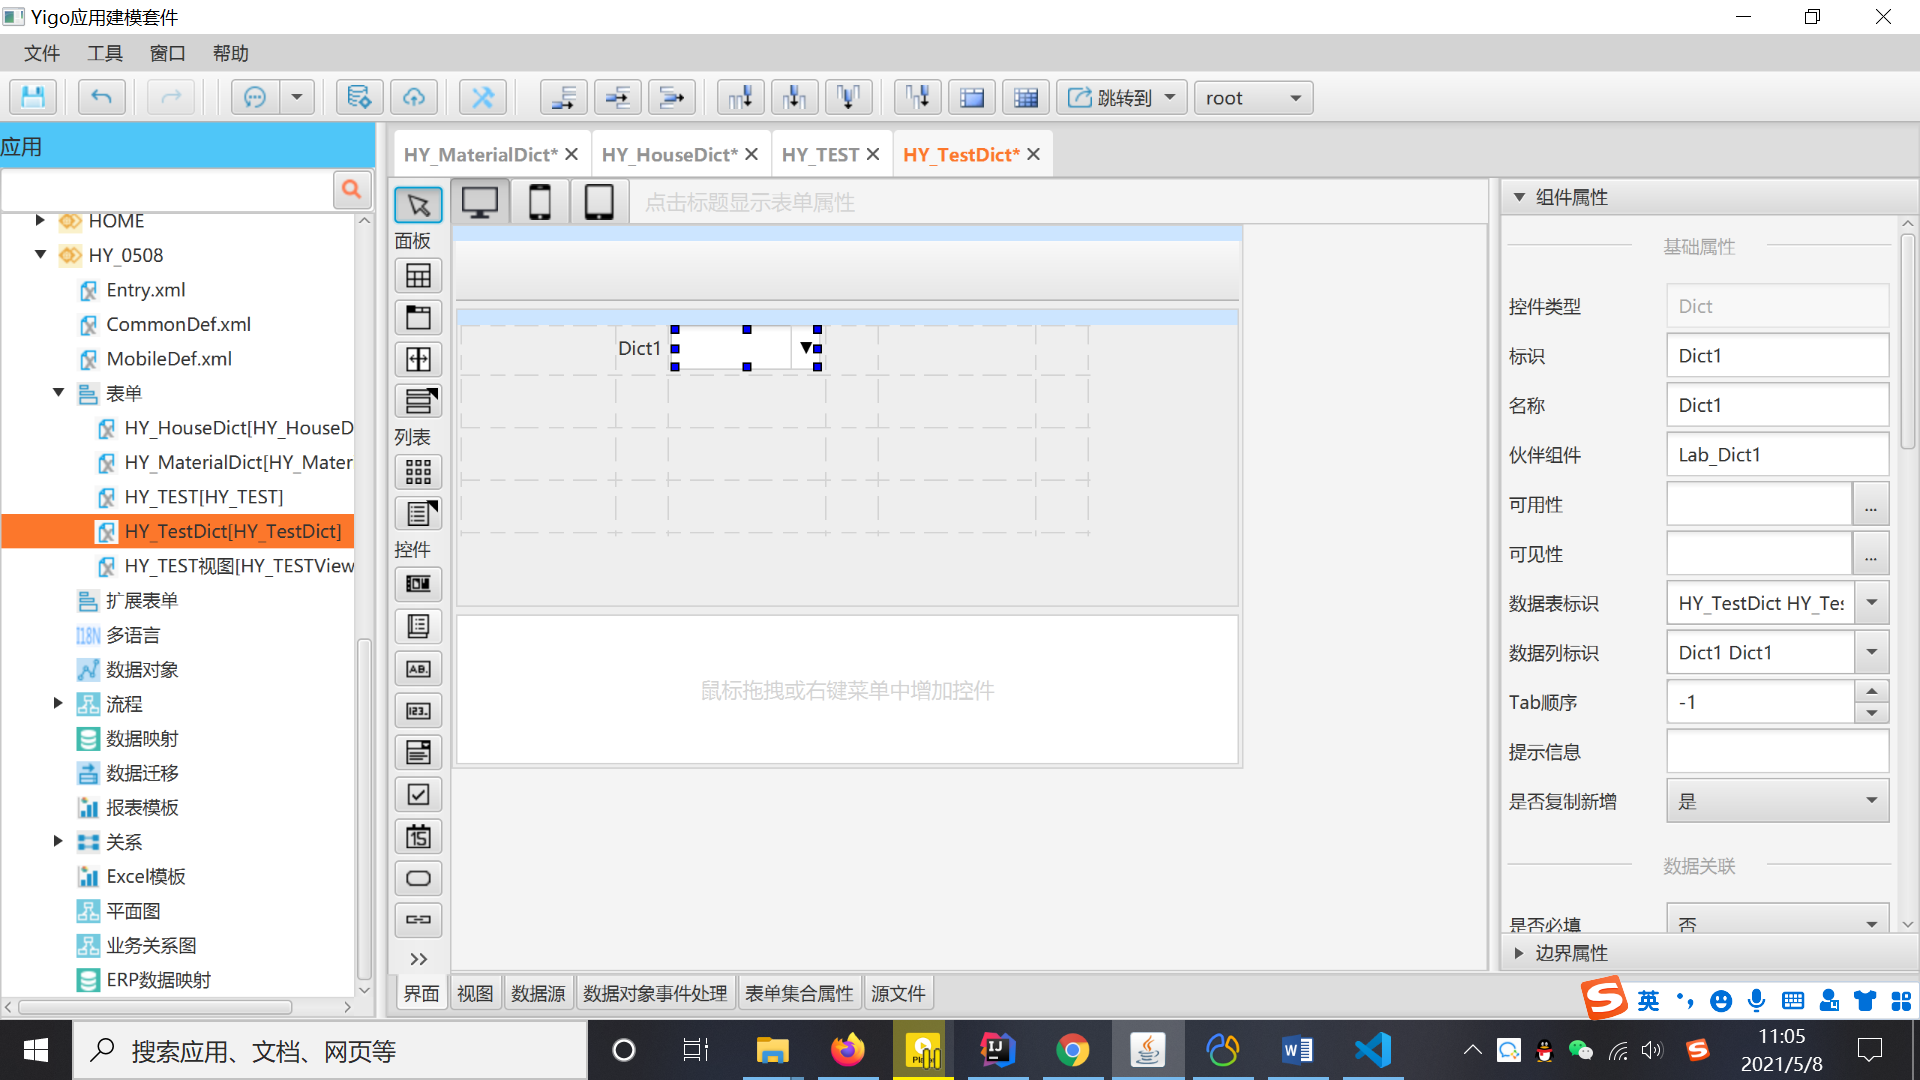 Yigo应用建模套件
文件 工具 窗口 帮助
跳转到 root
应用
HOME
HY_0508
Entry.xml
CommonDef.xml
MobileDef.xml
表单
HY_HouseDict[HY_HouseD
HY_MaterialDict[HY_Mater
HY_TEST[HY_TEST]
HY_TestDict[HY_TestDict]
HY_TEST视图[HY_TESTView
扩展表单
I18N 多语言
数据对象
流程
数据映射
数据迁移
报表模板
关系
Excel模板
平面图
业务关系图
ERP数据映射
HY_MaterialDict* HY_HouseDict* HY_TEST HY_TestDict*
点击标题显示表单属性
面板
列表
控件
AB.
123.
15
Dict1
鼠标拖拽或右键菜单中增加控件
界面 视图 数据源 数据对象事件处理 表单集合属性 源文件
组件属性
基础属性
控件类型 Dict
标识 Dict1
名称 Dict1
伙伴组件 Lab_Dict1
可用性 ...
可见性 ...
数据表标识 HY_TestDict HY_Tes
数据列标识 Dict1 Dict1
Tab顺序 -1
提示信息
是否复制新增 是
数据关联
是否必填 否
边界属性
英
搜索应用、文档、网页等
11:05
2021/5/8